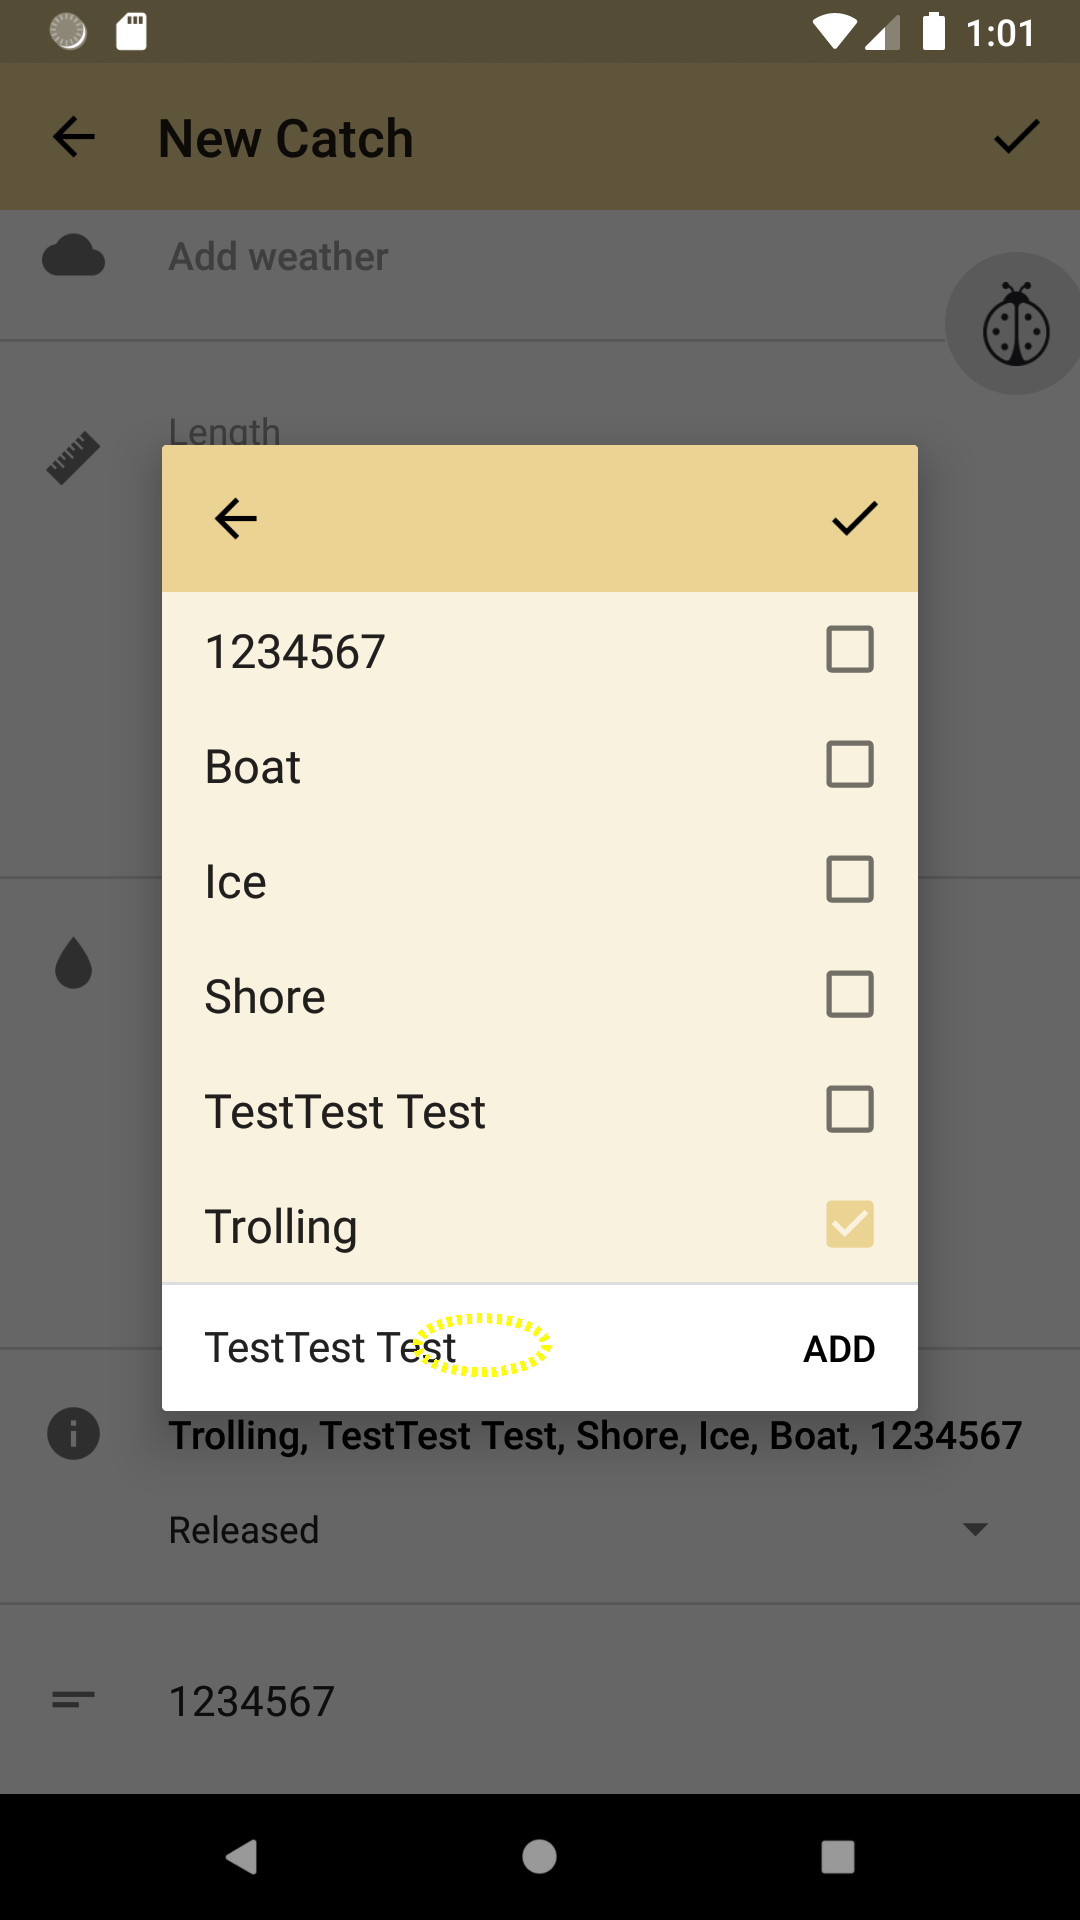 1:01
New Catch
Add weather
Length
1234567
Boat
Ice
Shore
TestTest Test
Trolling
TestTest Test ADD
Trolling, TestTest Test, Shore, Ice, Boat, 1234567
Released
1234567